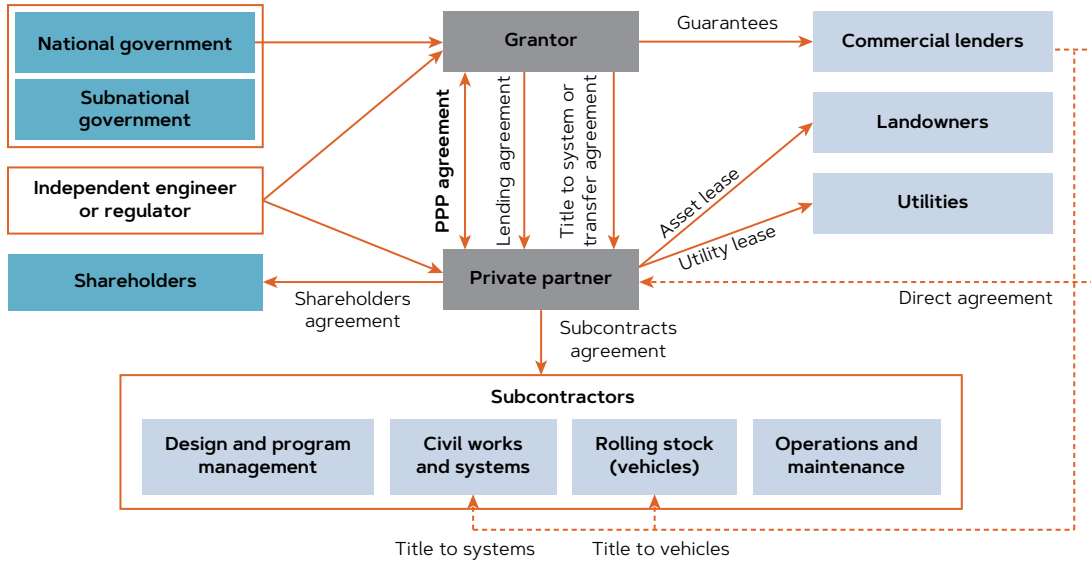 National government
Subnational
government
Independent engineer
or regulator
Shareholders
Grantor
Guarantees
Commercial lenders
Landowners
Utilities
PPP agreement
Lending agreement
Title to system or
transfer agreement
Asset lease
Utility lease
Private partner
Shareholders
agreement
Direct agreement
Subcontracts
agreement
Subcontractors
Design and program
management
Civil works
and systems
Rolling stock
(vehicles)
Operations and
maintenance
Title to systems
Title to vehicles